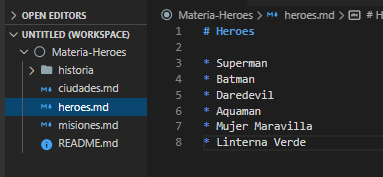 OPEN EDITORS
UNTITLED (WORKSPACE)
Materia-Heroes
historia
ciudades.md
heroes.md
misiones.md
README.md
Materia-Heroes > heroes.md > # H
1 # Heroes
2
3 * Superman
4 * Batman
5 * Daredevil
6 * Aquaman
7 * Mujer Maravilla
8 * Linterna Verde